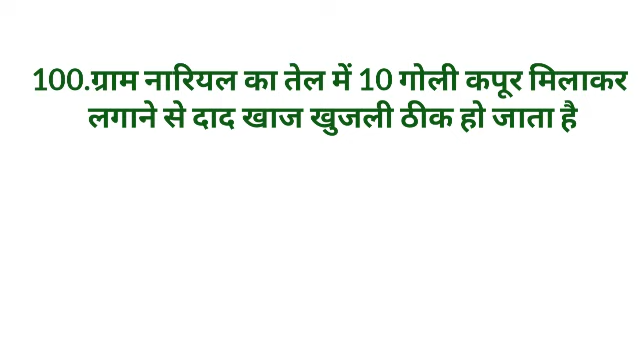 100.ग्राम नारियल का तेल में 10 गोली कपूर मिलाकर
लगाने से दाद खाज खुजली ठीक हो जाता है